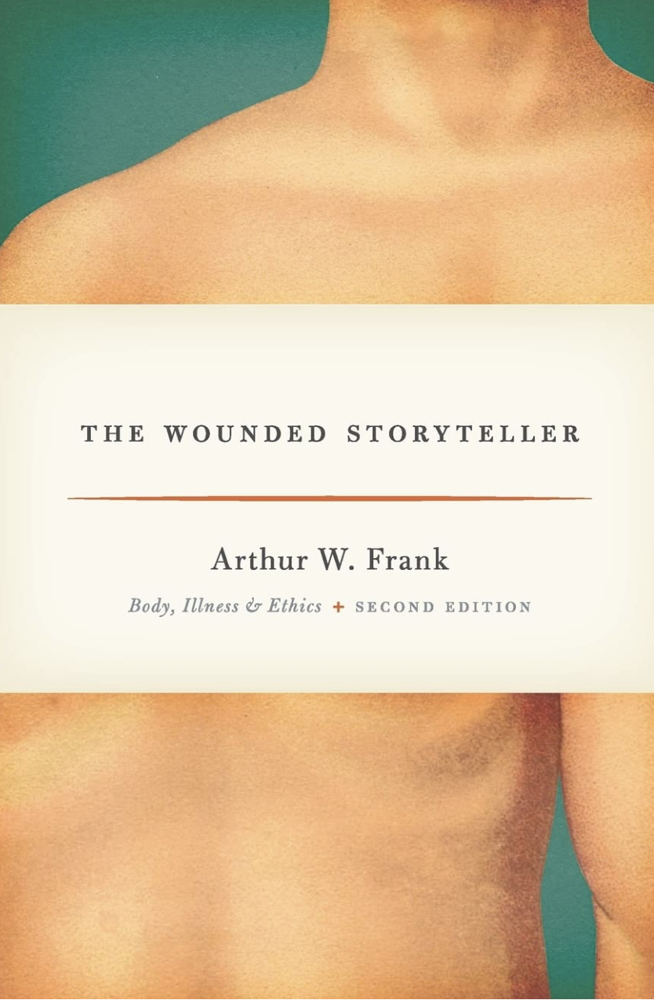 THE WOUNDED STORYTELLER
Arthur W. Frank
Body, Illness & Ethics + SECOND EDITION